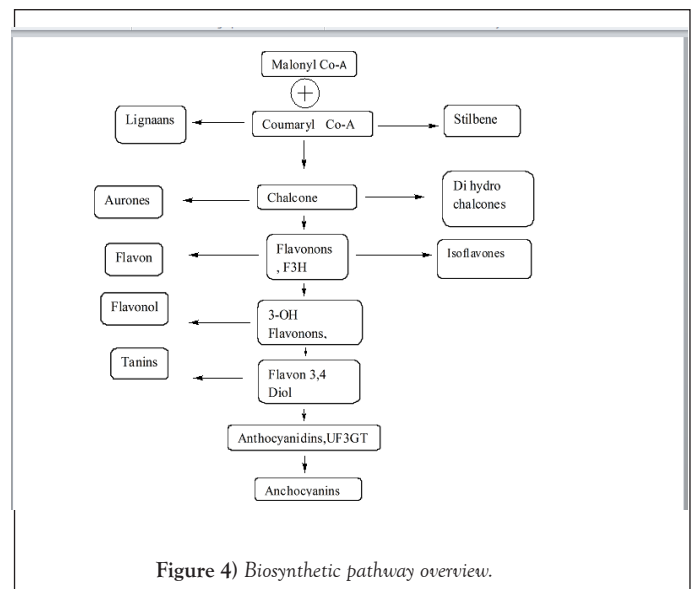 Malonyl Co-A
+
Lignaans
Coumaryl Co-A
Stilbene
Aurones
Chalcone
Di hydro
chalcones
Flavon
Flavonons
, F3H
Isoflavones
Flavonol
3-OH
Flavonons,
Tanins
Flavon 3,4
Diol
Anthocyanidins,UF3GT
Anchocyanins
Figure 4) Biosynthetic pathway overview.